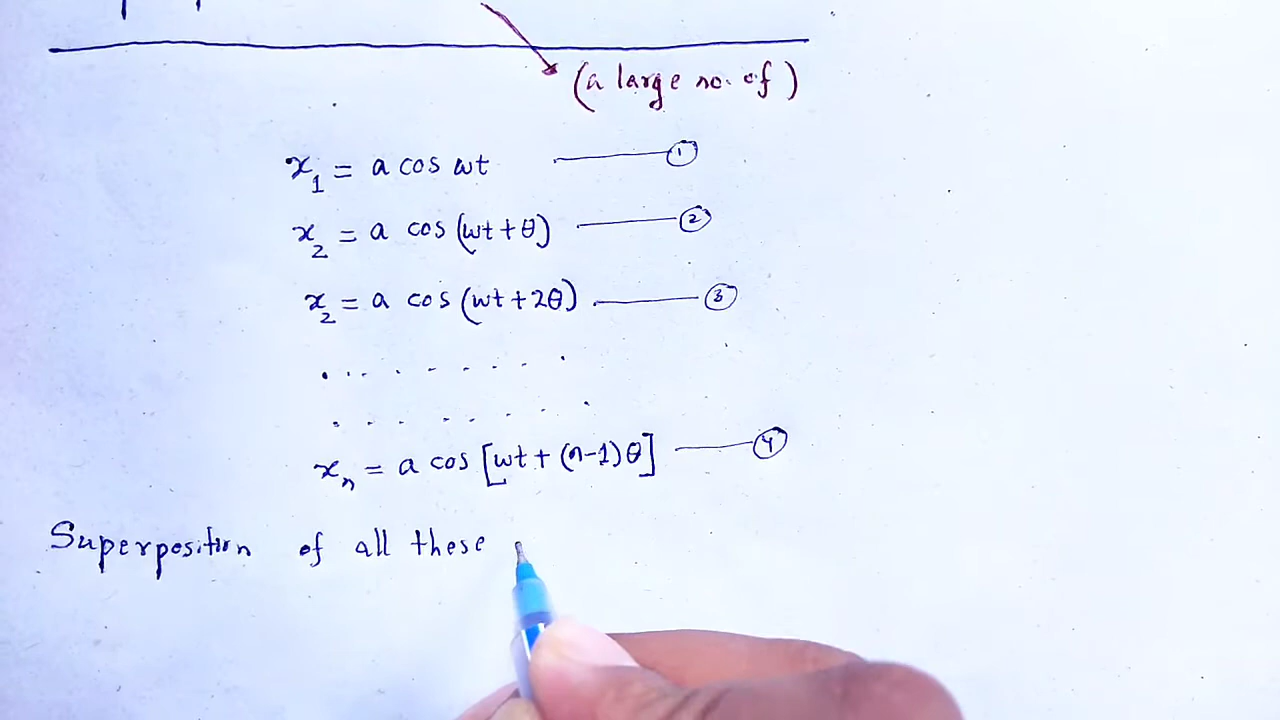 (a large no. of)
x₁ = a cos ωt ——— ①
x₂ = a cos (ωt + θ) ——— ②
x₂ = a cos (ωt + 2θ) ——— ③
. . . . . . . .
. . . . . . . .
xₙ = a cos [ωt + (n-1)θ] ——— ④
Superposition of all these